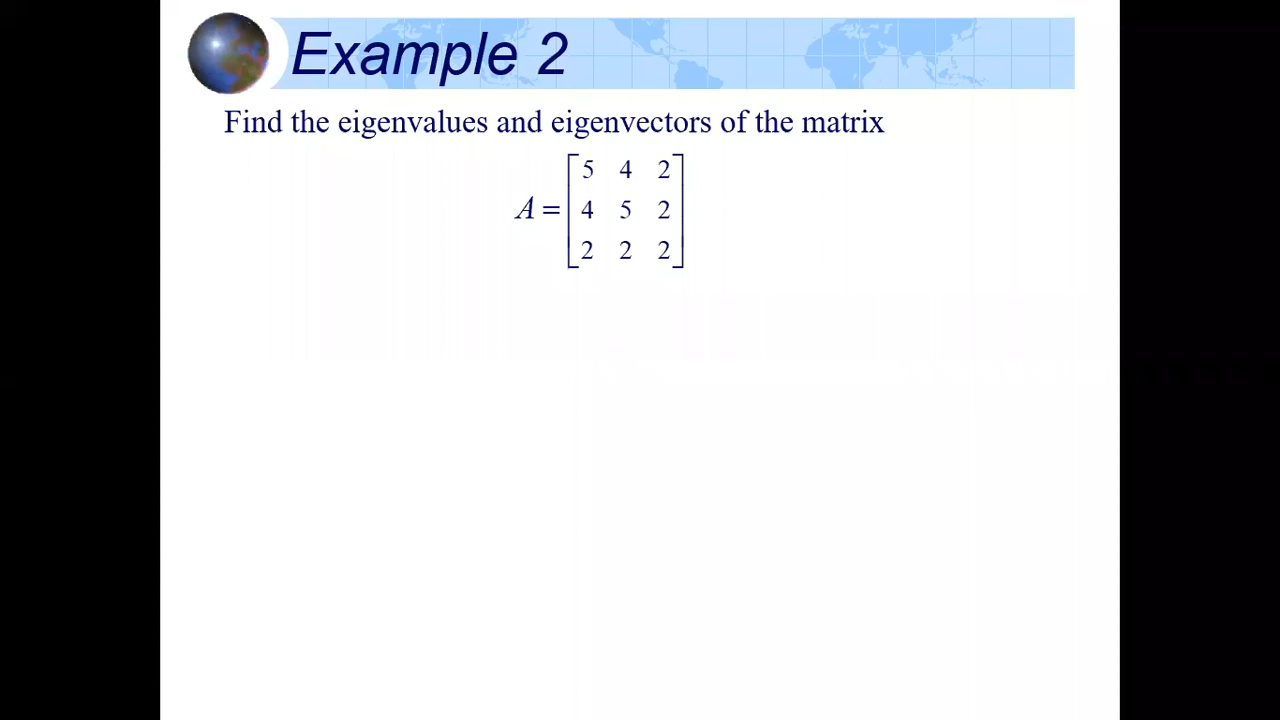 Example 2
Find the eigenvalues and eigenvectors of the matrix
5 4 2
A = 4 5 2
2 2 2